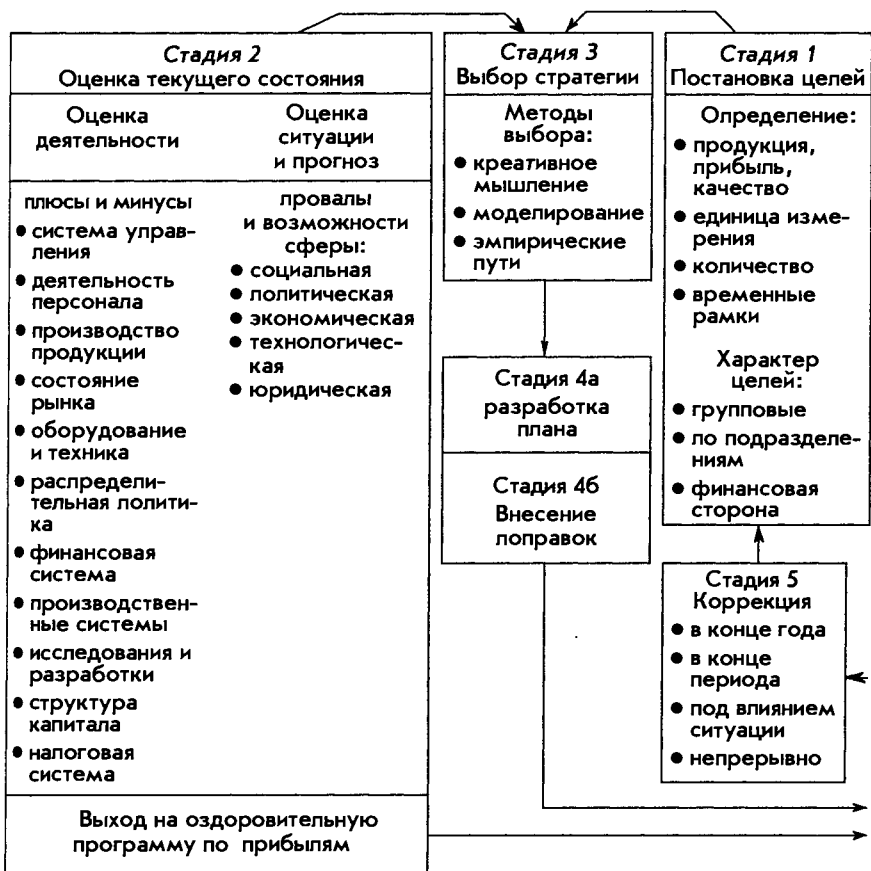 Стадия 2
Оценка текущего состояния
Оценка
деятельности
Оценка
ситуации
и прогноз
плюсы и минусы
● система управ-
ления
● деятельность
персонала
● производство
продукции
● состояние
рынка
● оборудование
и техника
● распредели-
тельная лолити-
ка
● финансовая
система
● производствен-
ные системы
● исследования и
разработки
● структура
капитала
● налоговая
система
провалы
и возможности
сферы:
● социальная
● политическая
● экономическая
● технологичес-
кая
● юридическая
Выход на оздоровительную
программу по прибылям
Стадия 3
Выбор стратегии
Методы
выбора:
● креативное
мышление
● моделирование
● эмпирические
пути
Стадия 4а
разработка
плана
Стадия 4б
Внесение
лоправок
Стадия 1
Постановка целей
Определение:
● продукция,
прибыль,
качество
● единица изме-
рения
● количество
● временные
рамки
Характер
целей:
● групповые
● ло подразделе-
ниям
● финансовая
сторона
Стадия 5
Коррекция
● в конце года
● в конце
периода
● под влиянием
ситуации
● непрерывно